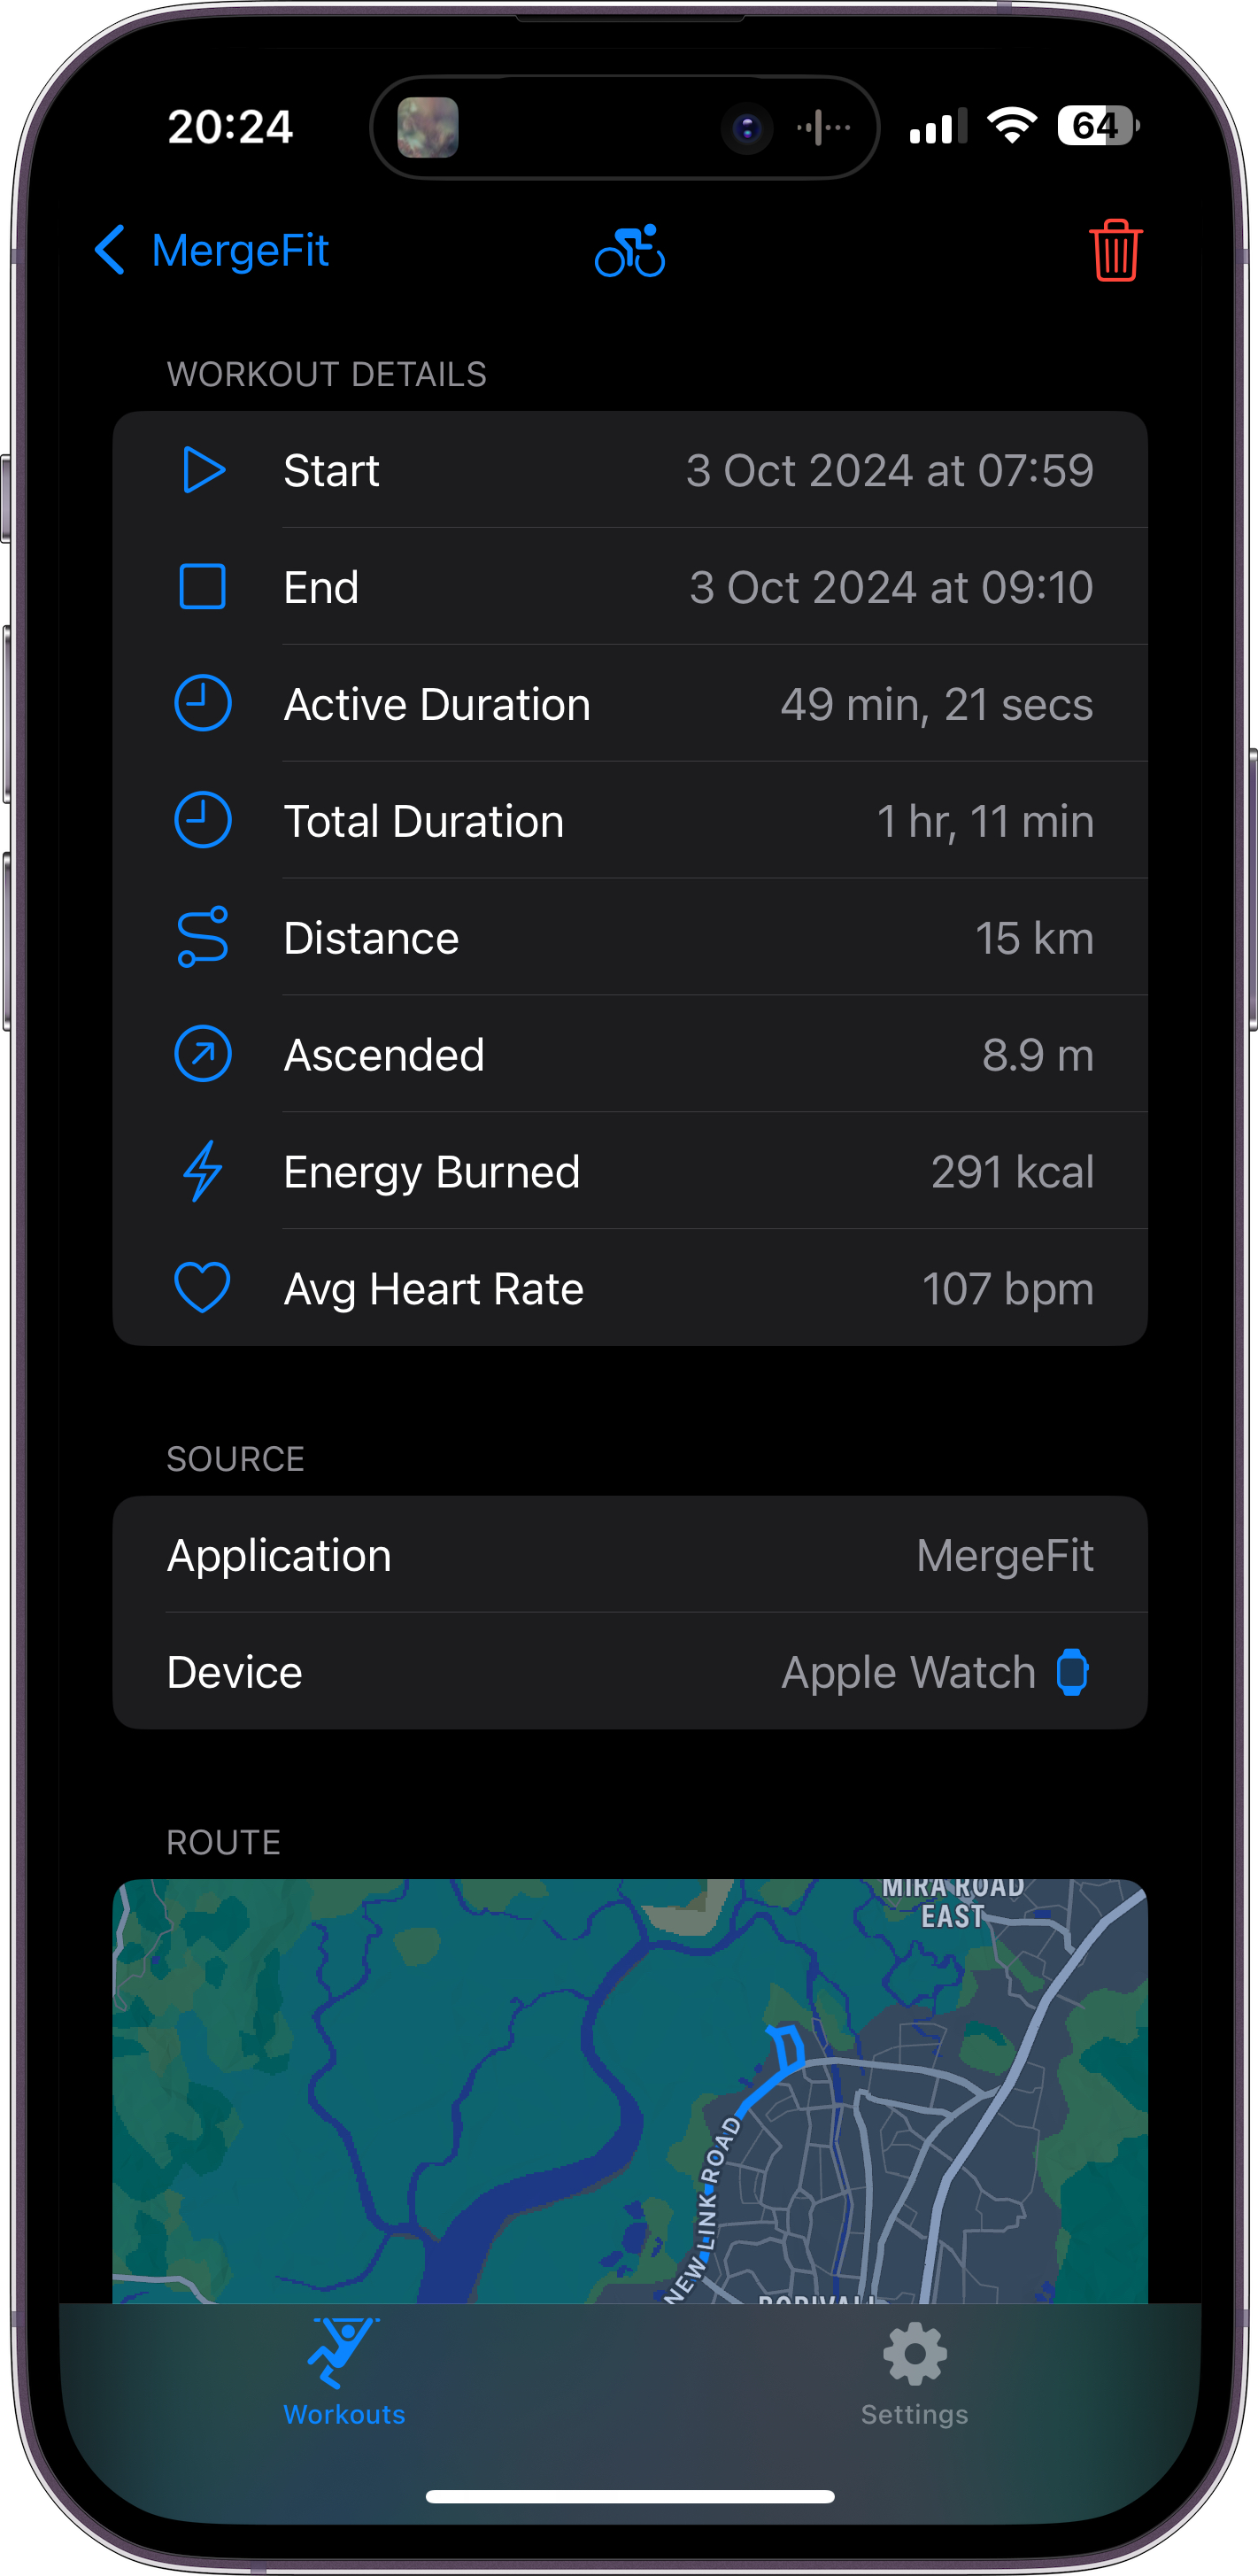 20:24
64
MergeFit
WORKOUT DETAILS
Start 3 Oct 2024 at 07:59
End 3 Oct 2024 at 09:10
Active Duration 49 min, 21 secs
Total Duration 1 hr, 11 min
Distance 15 km
Ascended 8.9 m
Energy Burned 291 kcal
Avg Heart Rate 107 bpm
SOURCE
Application MergeFit
Device Apple Watch
ROUTE
MIRA ROAD
EAST
NEW LINK ROAD
BORIVALI
Workouts Settings